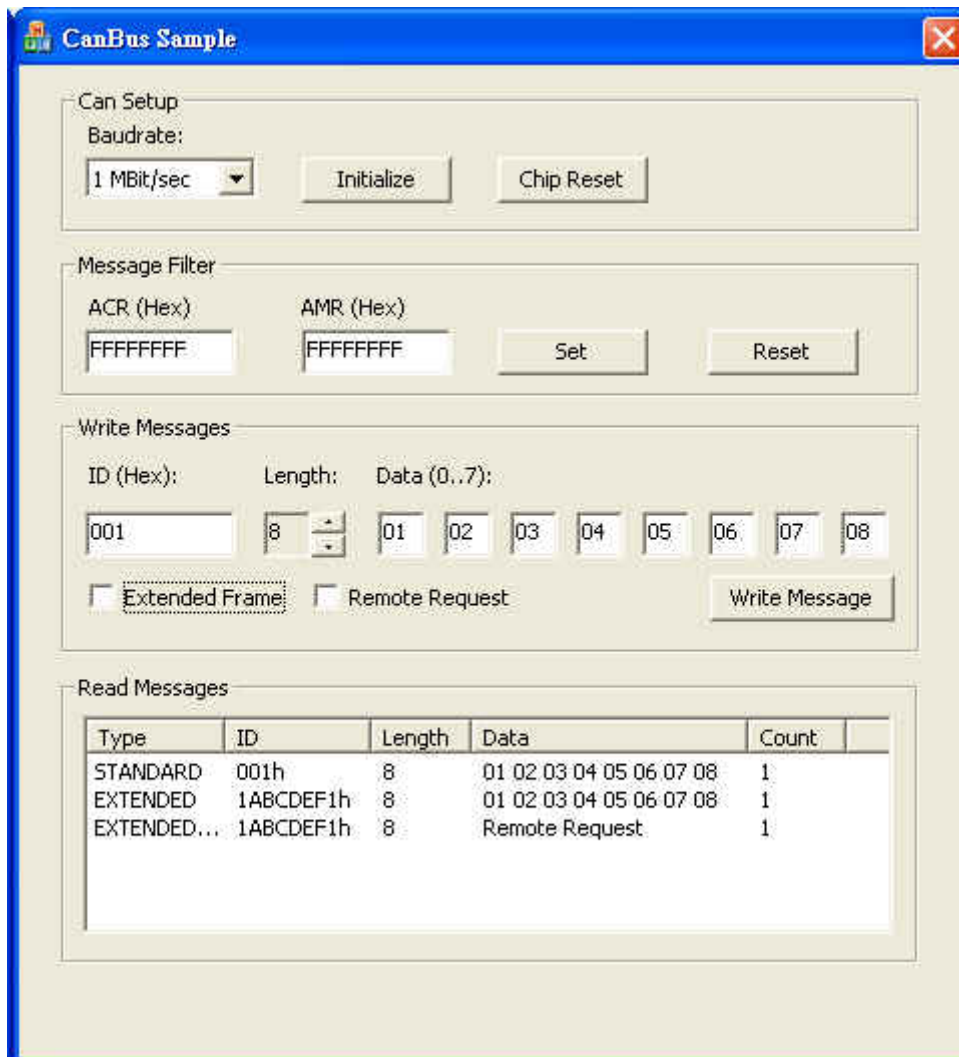 CanBus Sample
Can Setup
Baudrate:
1 MBit/sec Initialize Chip Reset
Message Filter
ACR (Hex) AMR (Hex)
FFFFFFFF FFFFFFFF Set Reset
Write Messages
ID (Hex): Length: Data (0..7):
001 8 01 02 03 04 05 06 07 08
Extended Frame Remote Request Write Message
Read Messages
Type ID Length Data Count
STANDARD 001h 8 01 02 03 04 05 06 07 08 1
EXTENDED 1ABCDEF1h 8 01 02 03 04 05 06 07 08 1
EXTENDED... 1ABCDEF1h 8 Remote Request 1